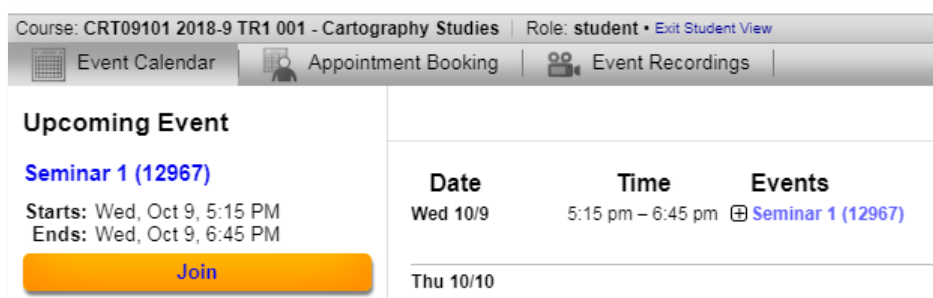 Course: CRT09101 2018-9 TR1 001 - Cartography Studies | Role: student • Exit Student View
Event Calendar | Appointment Booking | Event Recordings |
Upcoming Event
Seminar 1 (12967)
Starts: Wed, Oct 9, 5:15 PM
Ends: Wed, Oct 9, 6:45 PM
Join
Date Time Events
Wed 10/9 5:15 pm – 6:45 pm Seminar 1 (12967)
Thu 10/10